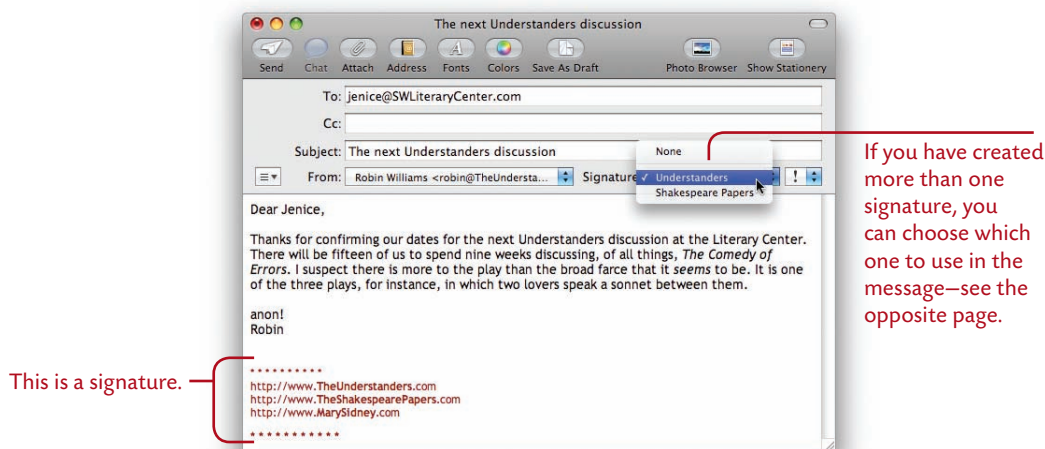 The next Understanders discussion
Send Chat Attach Address Fonts Colors Save As Draft Photo Browser Show Stationery
To: jenice@SWLiteraryCenter.com
Cc:
Subject: The next Understanders discussion
None
From: Robin Williams <robin@TheUndersta... Signature ✓ Understanders !
Shakespeare Papers
Dear Jenice,
Thanks for confirming our dates for the next Understanders discussion at the Literary Center.
There will be fifteen of us to spend nine weeks discussing, of all things, The Comedy of
Errors. I suspect there is more to the play than the broad farce that it seems to be. It is one
of the three plays, for instance, in which two lovers speak a sonnet between them.
anon!
Robin
* * * * * * * * * *
http://www.TheUnderstanders.com
http://www.TheShakespearePapers.com
http://www.MarySidney.com
* * * * * * * * * * *
This is a signature.
If you have created
more than one
signature, you
can choose which
one to use in the
message—see the
opposite page.